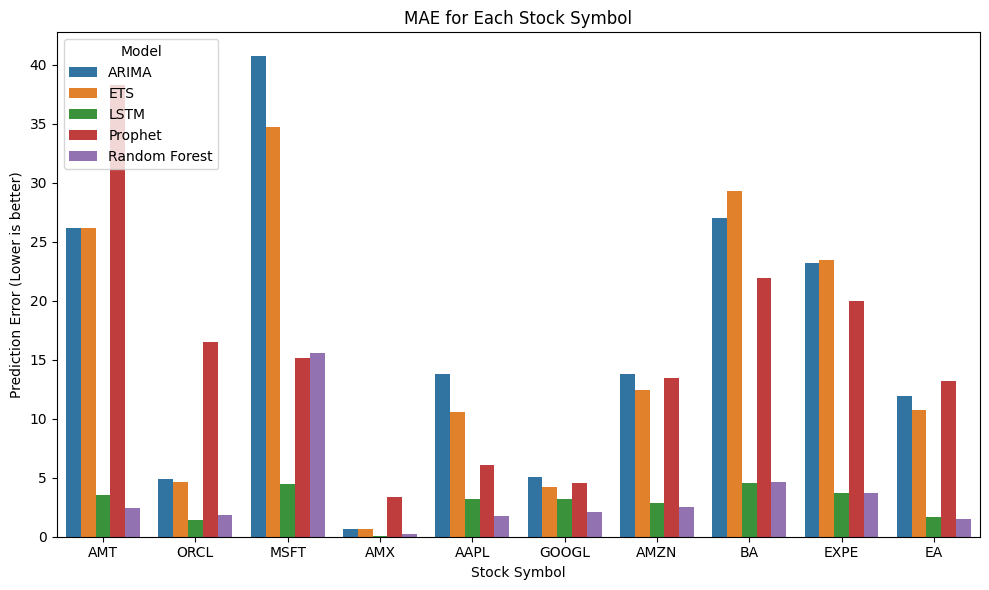 MAE for Each Stock Symbol
Model
ARIMA
ETS
LSTM
Prophet
Random Forest
Prediction Error (Lower is better)
40
35
30
25
20
15
10
5
0
AMT ORCL MSFT AMX AAPL GOOGL AMZN BA EXPE EA
Stock Symbol